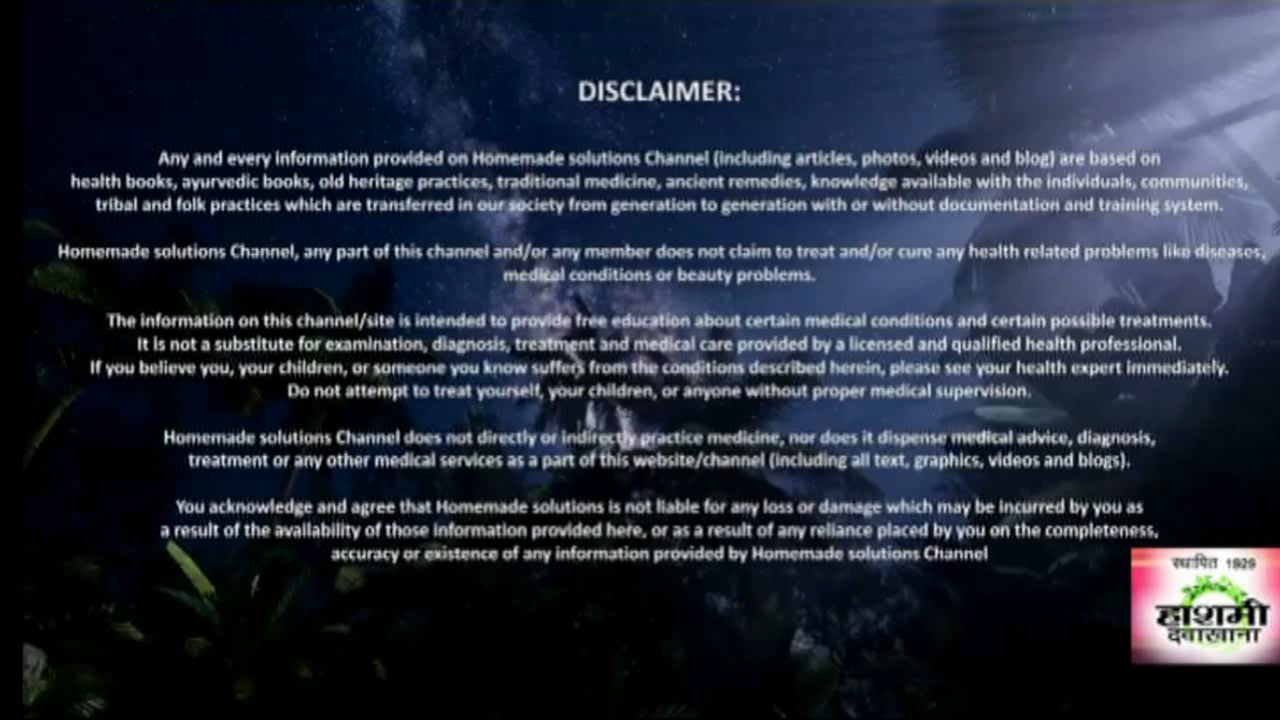 DISCLAIMER:
Any and every information provided on Homemade solutions Channel (including articles, photos, videos and blog) are based on
health books, ayurvedic books, old heritage practices, traditional medicine, ancient remedies, knowledge available with the individuals, communities,
tribal and folk practices which are transferred in our society from generation to generation with or without documentation and training system.
Homemade solutions Channel, any part of this channel and/or any member does not claim to treat and/or cure any health related problems like diseases,
medical conditions or beauty problems.
The information on this channel/site is intended to provide free education about certain medical conditions and certain possible treatments.
It is not a substitute for examination, diagnosis, treatment and medical care provided by a licensed and qualified health professional.
If you believe you, your children, or someone you know suffers from the conditions described herein, please see your health expert immediately.
Do not attempt to treat yourself, your children, or anyone without proper medical supervision.
Homemade solutions Channel does not directly or indirectly practice medicine, nor does it dispense medical advice, diagnosis,
treatment or any other medical services as a part of this website/channel (including all text, graphics, videos and blogs).
You acknowledge and agree that Homemade solutions is not liable for any loss or damage which may be incurred by you as
a result of the availability of those information provided here, or as a result of any reliance placed by you on the completeness,
accuracy or existence of any information provided by Homemade solutions Channel
स्थापित 1929
हाशमी
दवाखाना